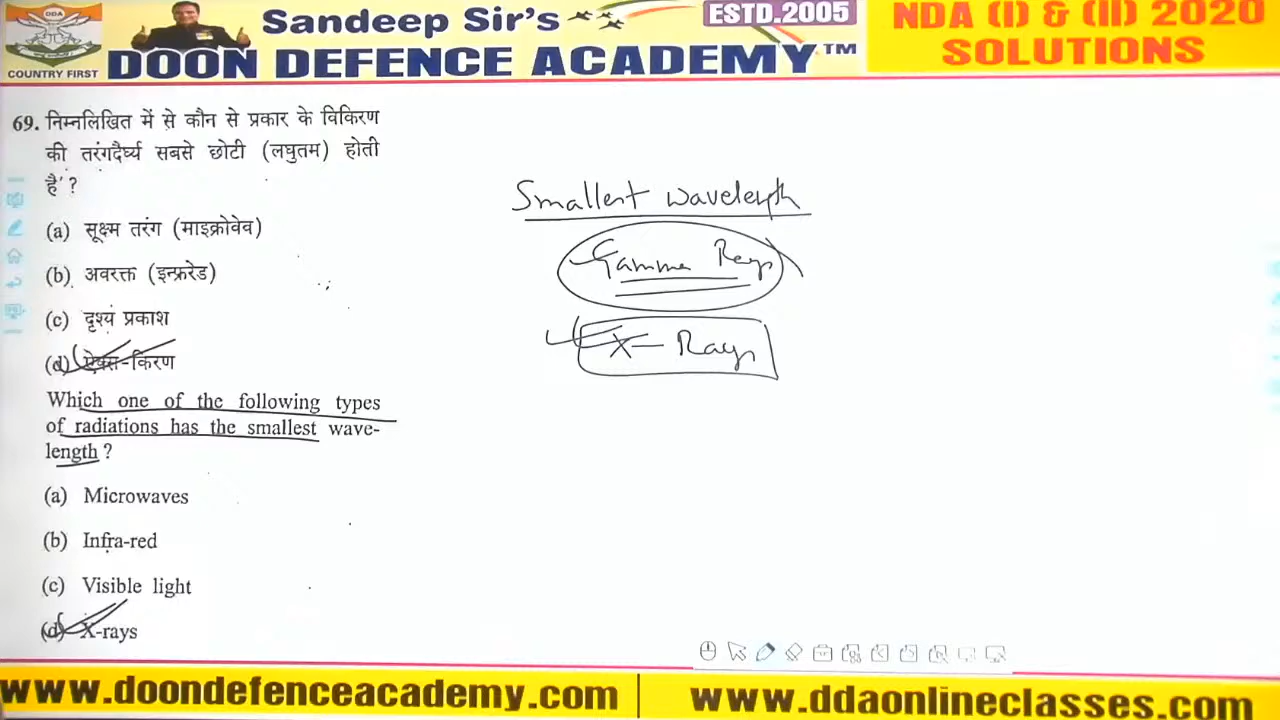 DDA
COUNTRY FIRST
Sandeep Sir's
DOON DEFENCE ACADEMY™
ESTD.2005
NDA (I) & (II) 2020
SOLUTIONS
69. निम्नलिखित में से कौन से प्रकार के विकिरण
की तरंगदैर्घ्य सबसे छोटी (लघुतम) होती
है ?
(a) सूक्ष्म तरंग (माइक्रोवेव)
(b) अवरक्त (इन्फ्ररेड)
(c) दृश्य प्रकाश
(d) ऐक्स-किरण
Which one of the following types
of radiations has the smallest wave-
length ?
(a) Microwaves
(b) Infra-red
(c) Visible light
(d) X-rays
Smallest wavelength
Gamma Rays
X- Rays
www.doondefenceacademy.com | www.ddaonlineclasses.com